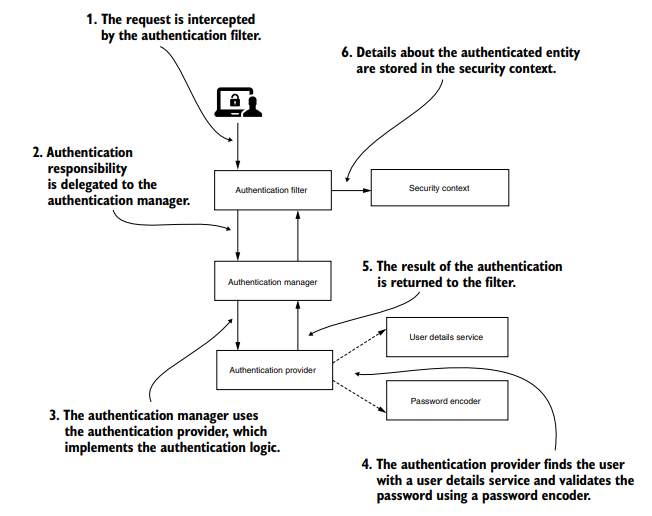 1. The request is intercepted
by the authentication filter.
6. Details about the authenticated entity
are stored in the security context.
2. Authentication
responsibility
is delegated to the
authentication manager.
Authentication filter
Security context
Authentication manager
5. The result of the authentication
is returned to the filter.
User details service
Authentication provider
Password encoder
3. The authentication manager uses
the authentication provider, which
implements the authentication logic.
4. The authentication provider finds the user
with a user details service and validates the
password using a password encoder.